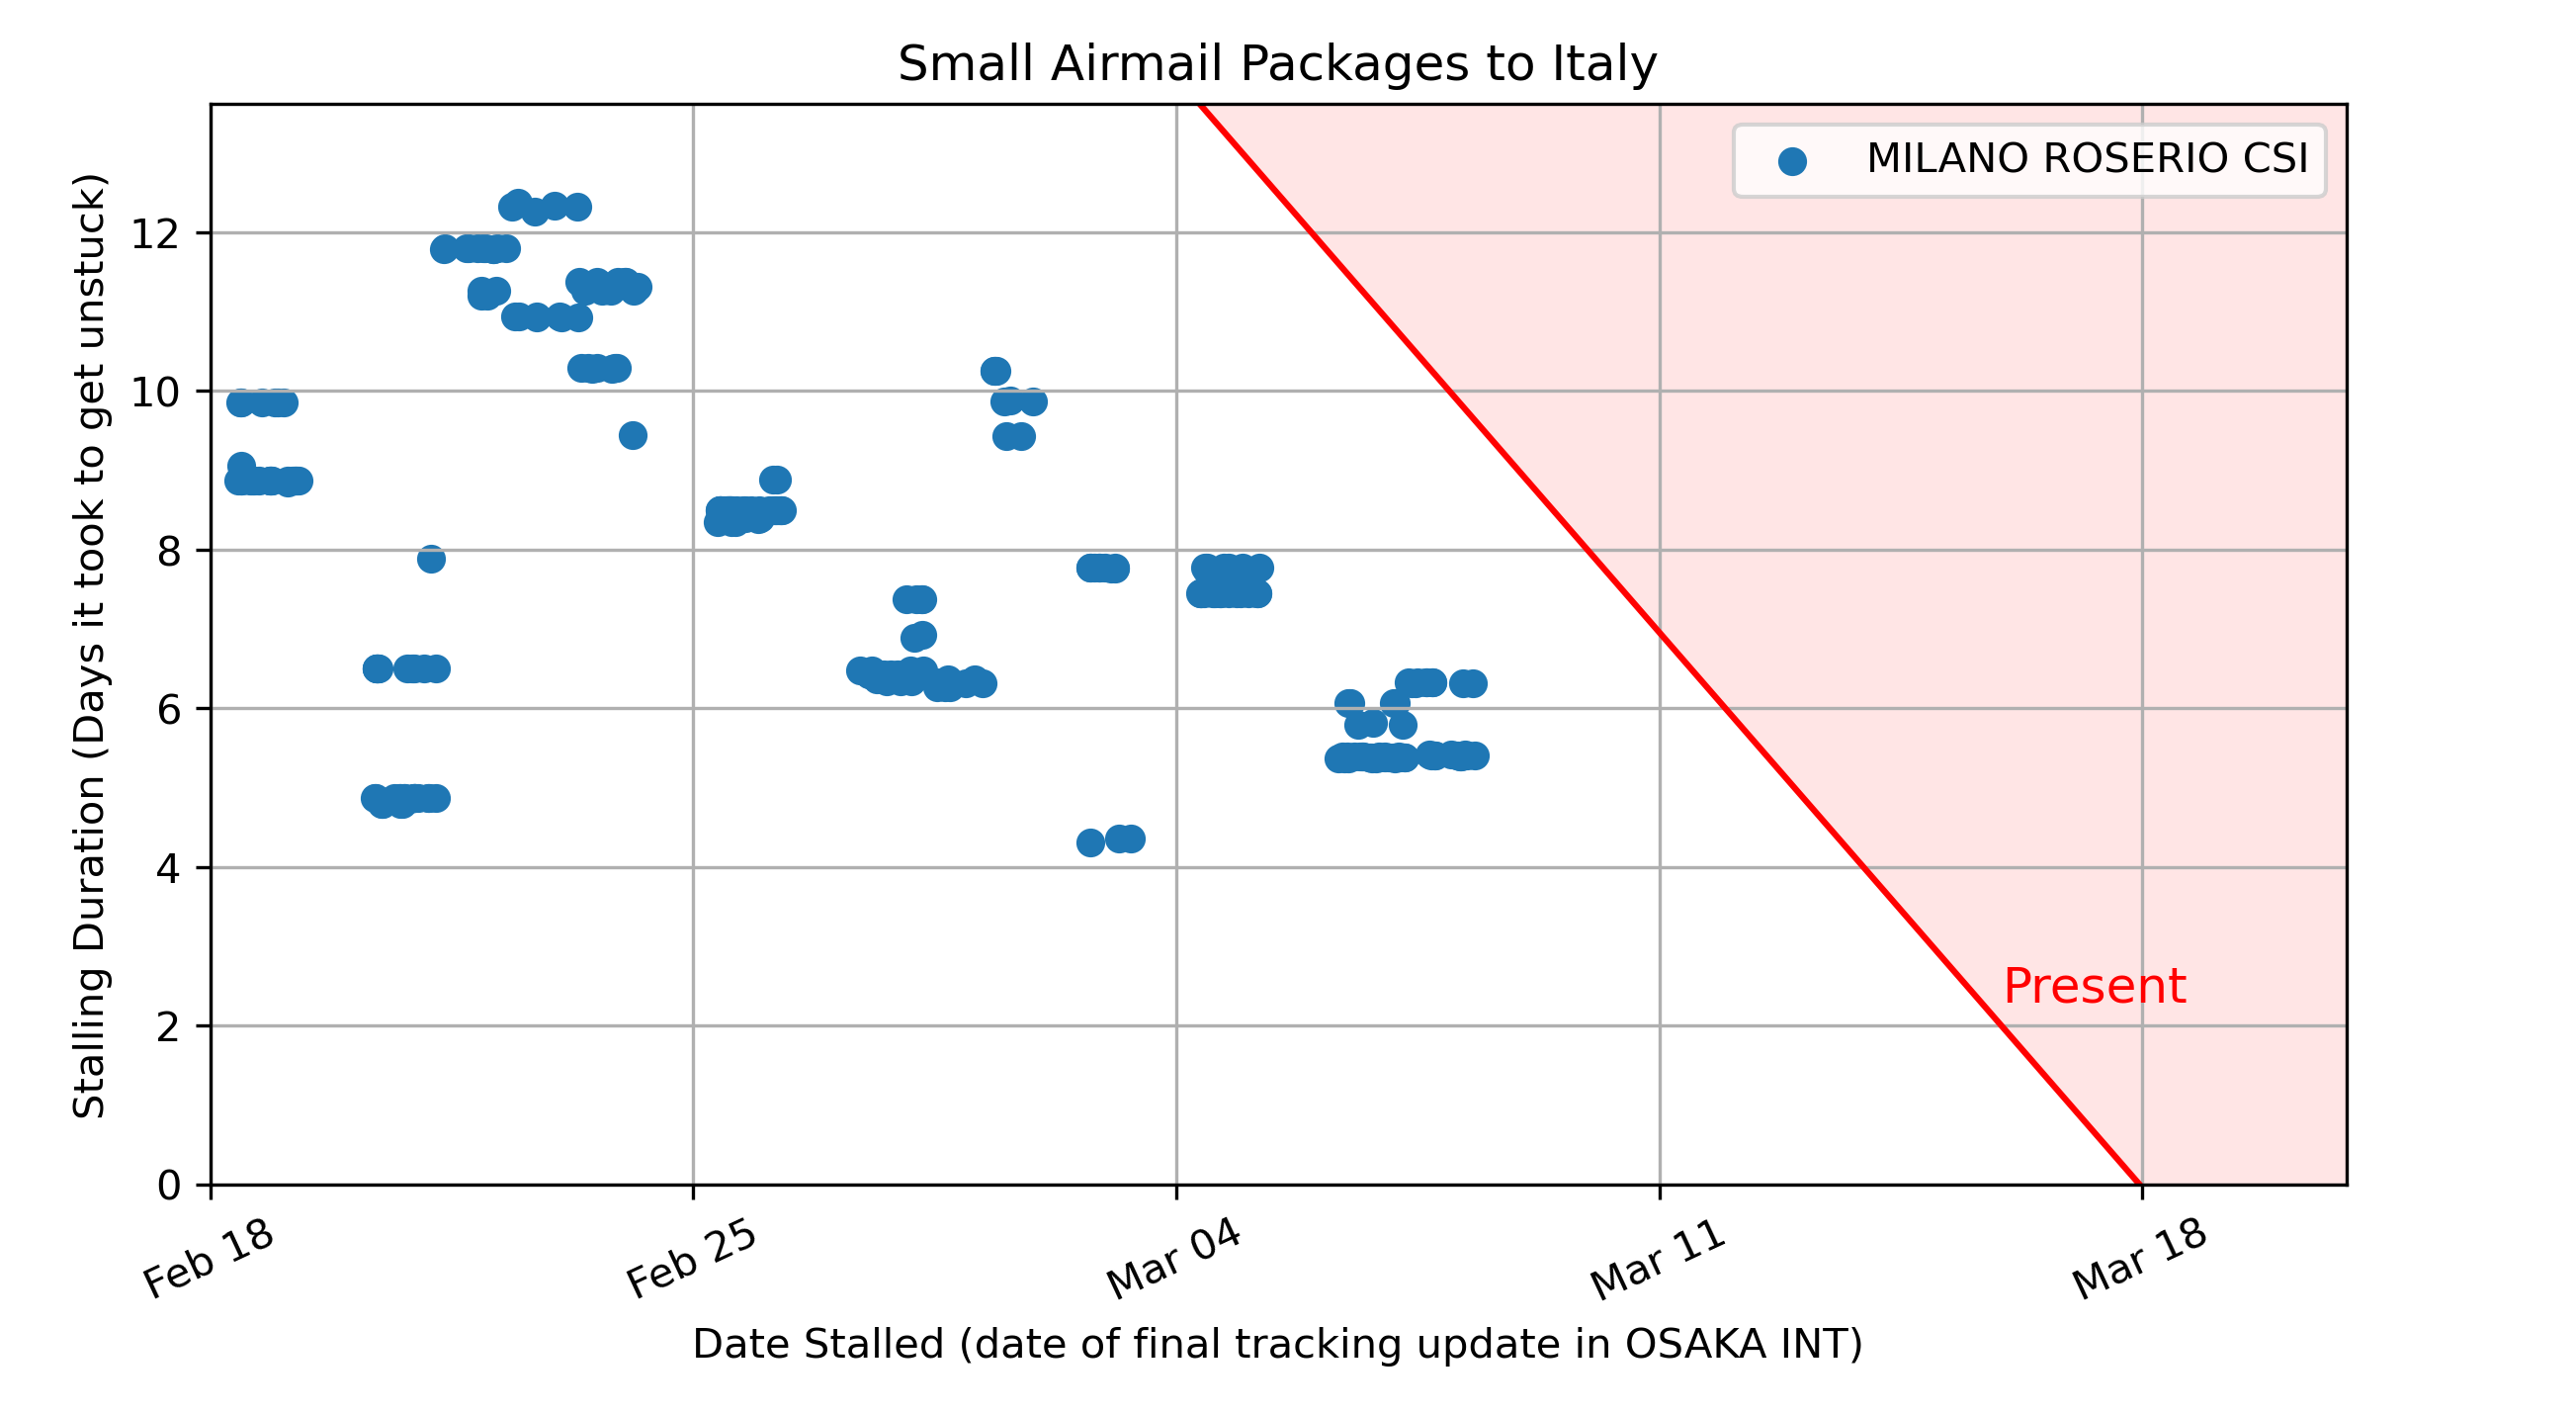 Small Airmail Packages to Italy
MILANO ROSERIO CSI
Stalling Duration (Days it took to get unstuck)
12
10
8
6
4
2
0
Present
Feb 18
Feb 25
Mar 04
Mar 11
Mar 18
Date Stalled (date of final tracking update in OSAKA INT)